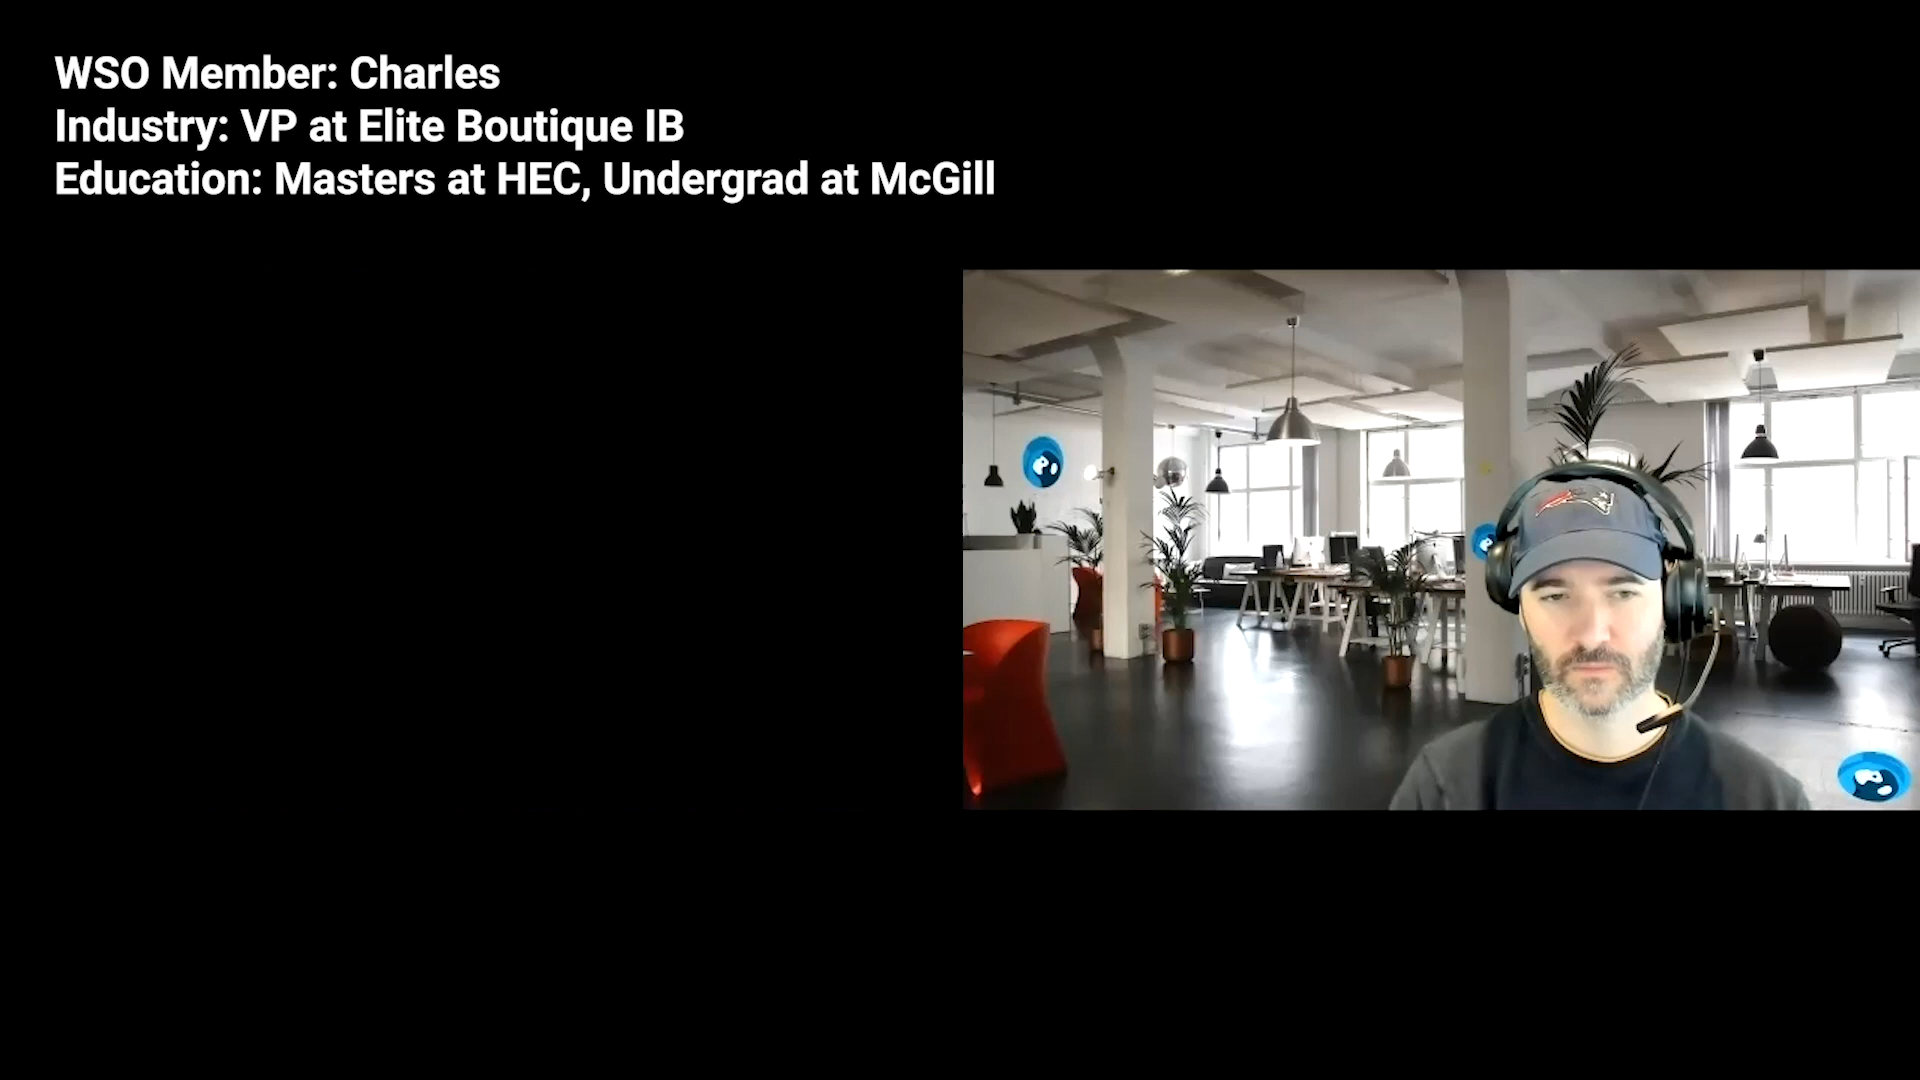 WSO Member: Charles
Industry: VP at Elite Boutique IB
Education: Masters at HEC, Undergrad at McGill